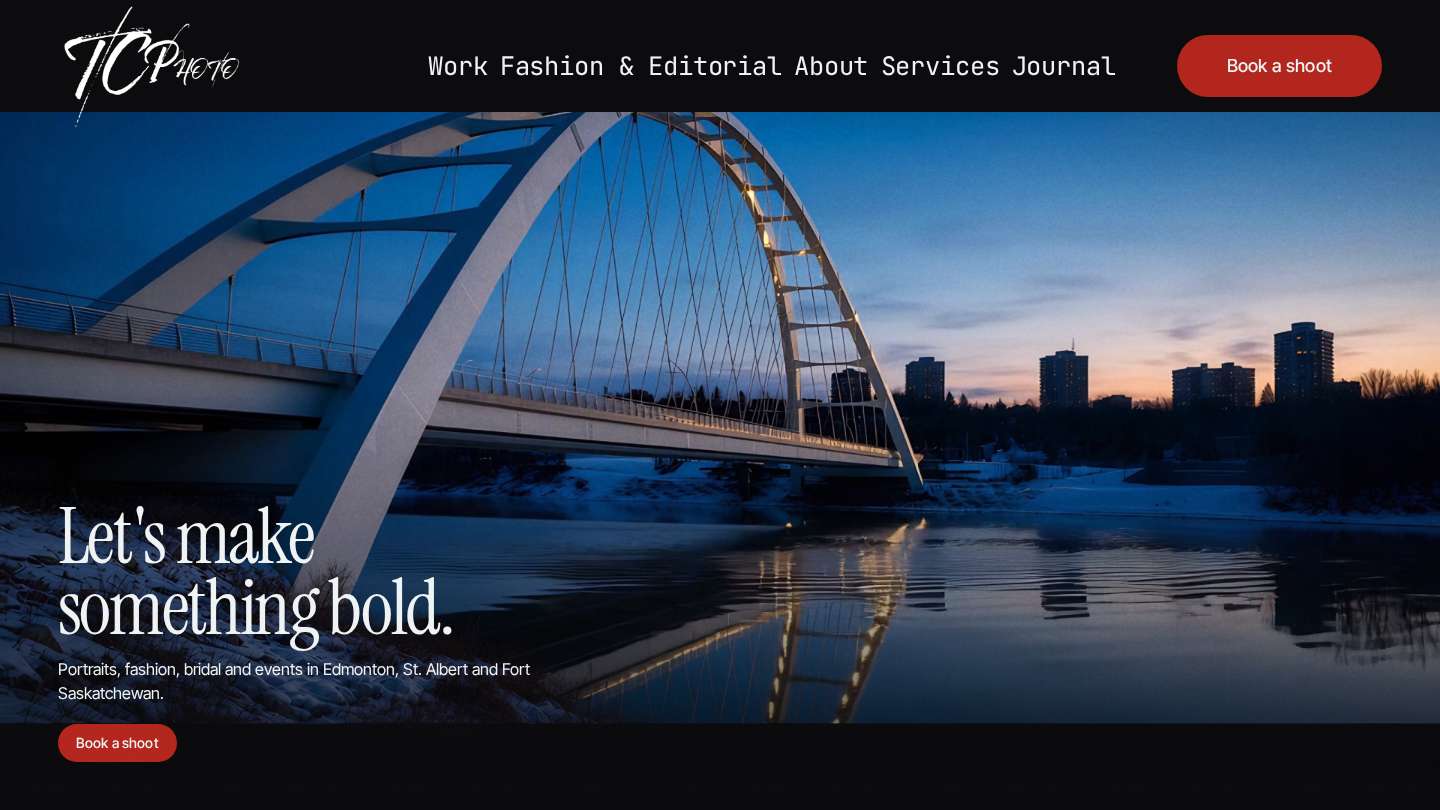 TCPhoto
Work Fashion & Editorial About Services Journal
Book a shoot
Let's make
something bold.
Portraits, fashion, bridal and events in Edmonton, St. Albert and Fort
Saskatchewan.
Book a shoot